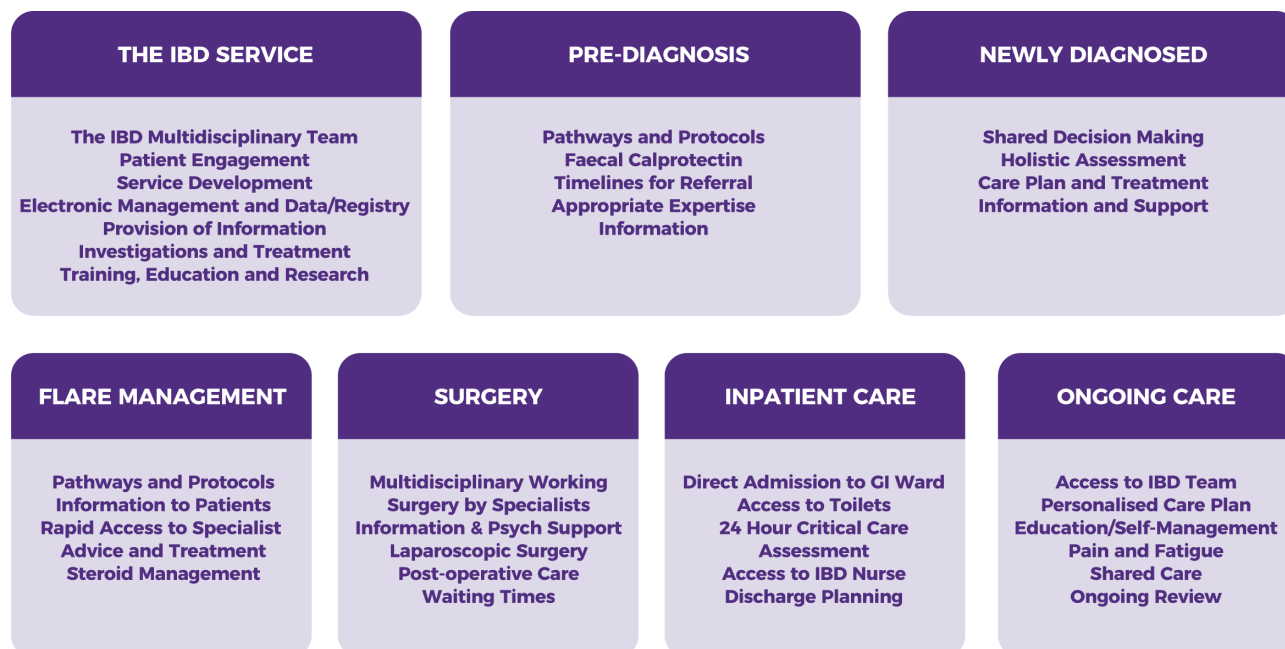 THE IBD SERVICE
The IBD Multidisciplinary Team
Patient Engagement
Service Development
Electronic Management and Data/Registry
Provision of Information
Investigations and Treatment
Training, Education and Research
PRE-DIAGNOSIS
Pathways and Protocols
Faecal Calprotectin
Timelines for Referral
Appropriate Expertise
Information
NEWLY DIAGNOSED
Shared Decision Making
Holistic Assessment
Care Plan and Treatment
Information and Support
FLARE MANAGEMENT
Pathways and Protocols
Information to Patients
Rapid Access to Specialist
Advice and Treatment
Steroid Management
SURGERY
Multidisciplinary Working
Surgery by Specialists
Information & Psych Support
Laparoscopic Surgery
Post-operative Care
Waiting Times
INPATIENT CARE
Direct Admission to GI Ward
Access to Toilets
24 Hour Critical Care
Assessment
Access to IBD Nurse
Discharge Planning
ONGOING CARE
Access to IBD Team
Personalised Care Plan
Education/Self-Management
Pain and Fatigue
Shared Care
Ongoing Review